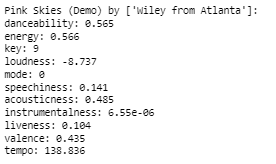 Pink Skies (Demo) by ['Wiley from Atlanta']:
danceability: 0.565
energy: 0.566
key: 9
loudness: -8.737
mode: 0
speechiness: 0.141
acousticness: 0.485
instrumentalness: 6.55e-06
liveness: 0.104
valence: 0.435
tempo: 138.836